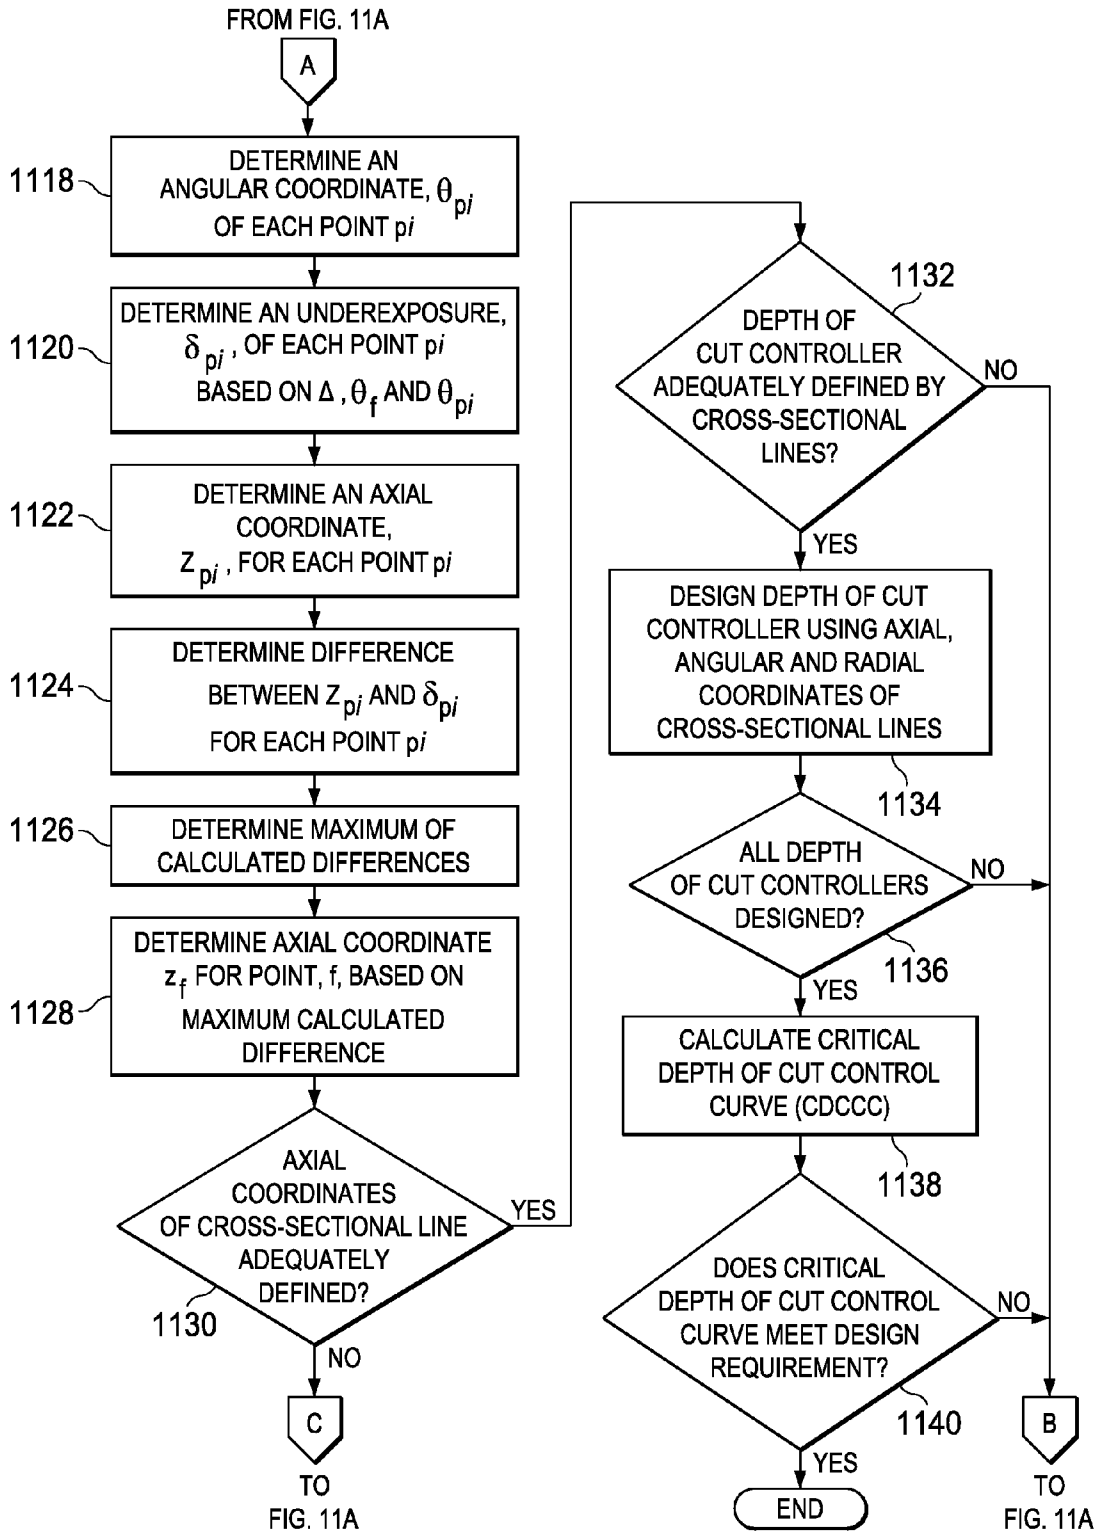 FROM FIG. 11A
A
1118
DETERMINE AN
ANGULAR COORDINATE, θpi
OF EACH POINT pi
1120
DETERMINE AN UNDEREXPOSURE,
δpi, OF EACH POINT pi
BASED ON Δ, θf AND θpi
1122
DETERMINE AN AXIAL
COORDINATE,
Zpi, FOR EACH POINT pi
1124
DETERMINE DIFFERENCE
BETWEEN Zpi AND δpi
FOR EACH POINT pi
1126
DETERMINE MAXIMUM OF
CALCULATED DIFFERENCES
1128
DETERMINE AXIAL COORDINATE
zf FOR POINT, f, BASED ON
MAXIMUM CALCULATED
DIFFERENCE
AXIAL
COORDINATES
OF CROSS-SECTIONAL LINE
ADEQUATELY
DEFINED?
YES
1130
NO
C
TO
FIG. 11A
1132
DEPTH OF
CUT CONTROLLER
ADEQUATELY DEFINED BY
CROSS-SECTIONAL
LINES?
NO
YES
DESIGN DEPTH OF CUT
CONTROLLER USING AXIAL,
ANGULAR AND RADIAL
COORDINATES OF
CROSS-SECTIONAL LINES
1134
ALL DEPTH
OF CUT CONTROLLERS
DESIGNED?
NO
1136
YES
CALCULATE CRITICAL
DEPTH OF CUT CONTROL
CURVE (CDCCC)
1138
DOES CRITICAL
DEPTH OF CUT CONTROL
CURVE MEET DESIGN
REQUIREMENT?
NO
1140
YES
END
B
TO
FIG. 11A